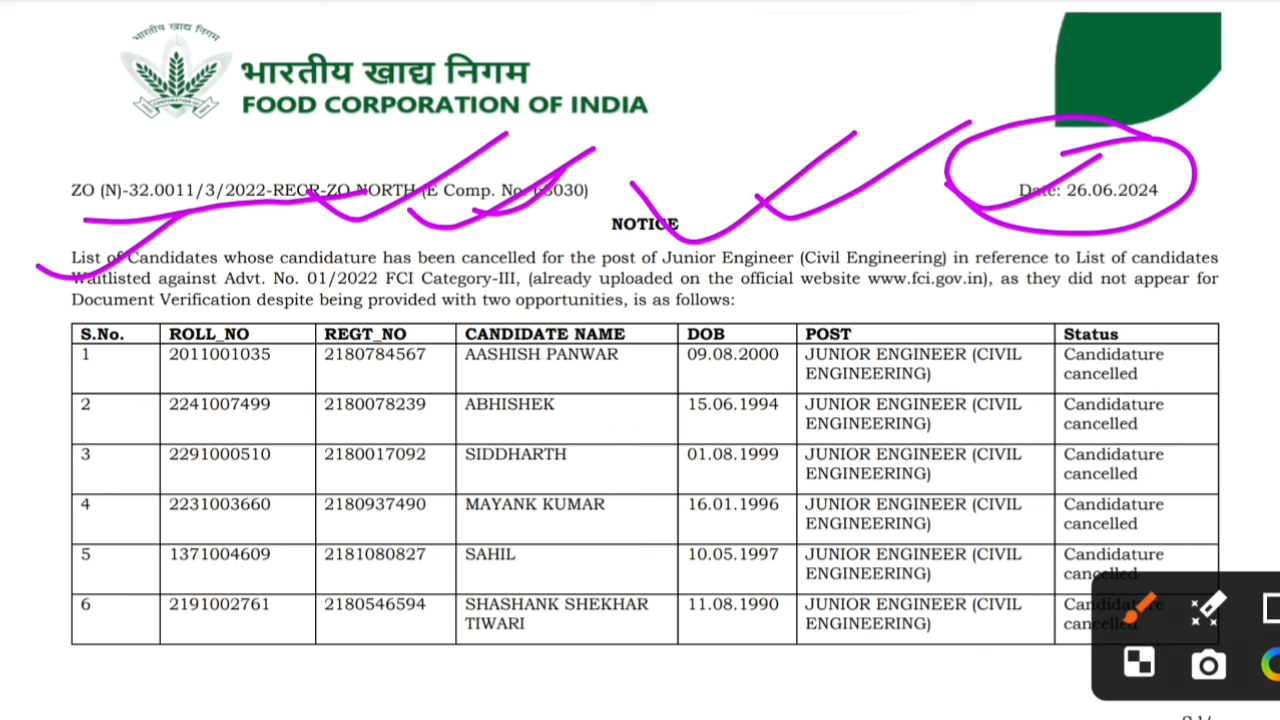 भारतीय खाद्य निगम
भारतीय खाद्य निगम
FOOD CORPORATION OF INDIA
ZO (N)-32.0011/3/2022-RECR-ZO NORTH (E Comp. No. 63030)
Date: 26.06.2024
NOTICE
List of Candidates whose candidature has been cancelled for the post of Junior Engineer (Civil Engineering) in reference to List of candidates
Waitlisted against Advt. No. 01/2022 FCI Category-III, (already uploaded on the official website www.fci.gov.in), as they did not appear for
Document Verification despite being provided with two opportunities, is as follows:
S.No. ROLL_NO REGT_NO CANDIDATE NAME DOB POST Status
1 2011001035 2180784567 AASHISH PANWAR 09.08.2000 JUNIOR ENGINEER (CIVIL Candidature
ENGINEERING) cancelled
2 2241007499 2180078239 ABHISHEK 15.06.1994 JUNIOR ENGINEER (CIVIL Candidature
ENGINEERING) cancelled
3 2291000510 2180017092 SIDDHARTH 01.08.1999 JUNIOR ENGINEER (CIVIL Candidature
ENGINEERING) cancelled
4 2231003660 2180937490 MAYANK KUMAR 16.01.1996 JUNIOR ENGINEER (CIVIL Candidature
ENGINEERING) cancelled
5 1371004609 2181080827 SAHIL 10.05.1997 JUNIOR ENGINEER (CIVIL Candidature
ENGINEERING) cancelled
6 2191002761 2180546594 SHASHANK SHEKHAR 11.08.1990 JUNIOR ENGINEER (CIVIL Candidature
TIWARI ENGINEERING) cancelled